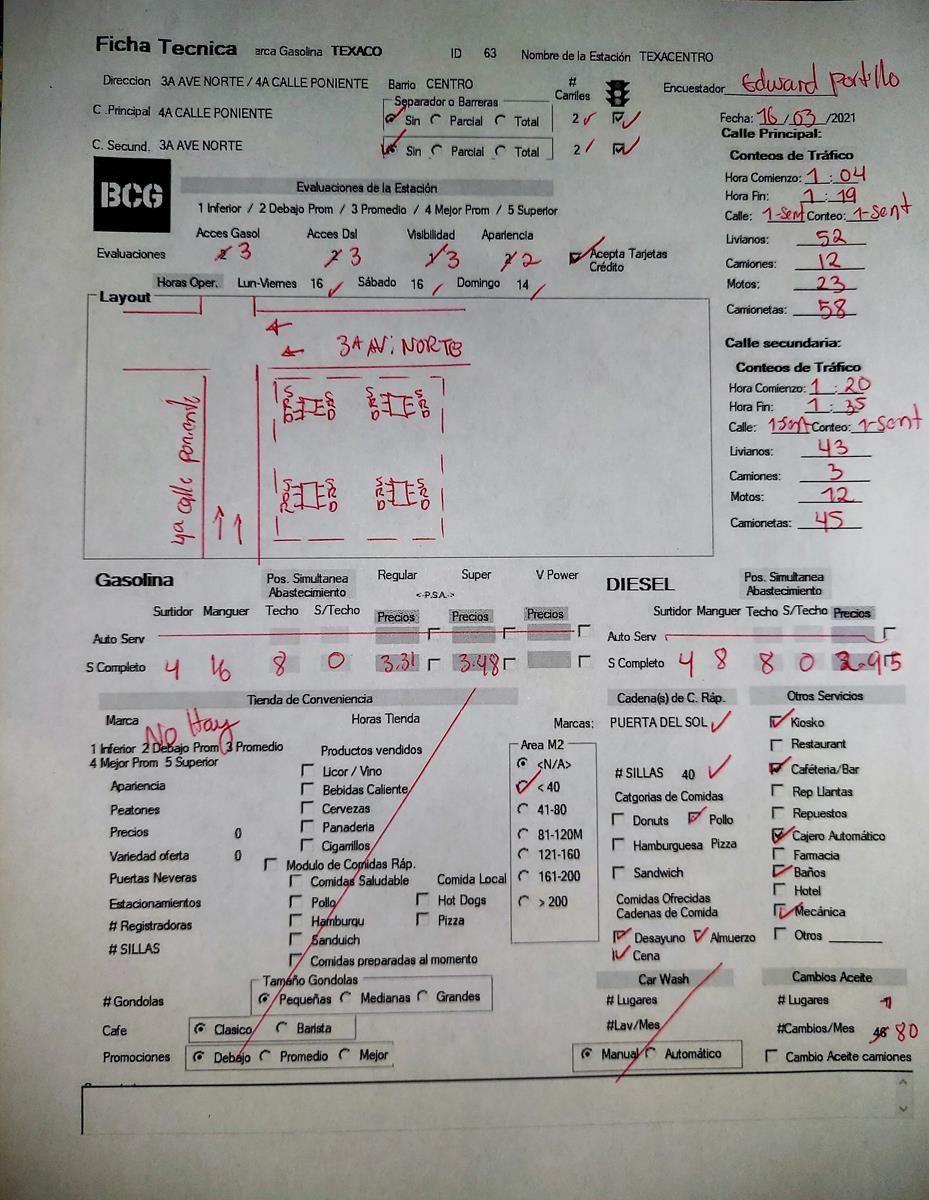 Ficha Tecnica arca Gasolina TEXACO ID 63 Nombre de la Estación TEXACENTRO
Direccion 3A AVE NORTE / 4A CALLE PONIENTE Barrio CENTRO # Carriles Encuestador Edward Portillo
Separador o Barreras
C .Principal 4A CALLE PONIENTE Sin Parcial Total 2 Fecha: 16 / 03 /2021
C. Secund. 3A AVE NORTE Sin Parcial Total 2
Calle Principal:
Conteos de Tráfico
Hora Comienzo: 1 : 04
Hora Fin: 1 : 19
Calle: 1-sent Conteo: 1-sent
Livianos: 52
Camiones: 12
Motos: 23
Camionetas: 58
BCG
Evaluaciones de la Estación
1 Inferior / 2 Debajo Prom / 3 Promedio / 4 Mejor Prom / 5 Superior
Acces Gasol Acces Dsl Visibilidad Apariencia
Evaluaciones 3 3 3 2 Acepta Tarjetas Crédito
Horas Oper. Lun-Viernes 16 Sábado 16 Domingo 14
Layout
3ª AV. NORTE
4ª calle poniente
SRD SRD SRD SRD
SRD SRD SRD SRD
Calle secundaria:
Conteos de Tráfico
Hora Comienzo: 1 : 20
Hora Fin: 1 : 35
Calle: 1 sent Conteo: 1-sent
Livianos: 43
Camiones: 3
Motos: 12
Camionetas: 45
Gasolina Pos. Simultanea Abastecimiento Regular Super V Power
<-P.S.A.->
Surtidor Manguer Techo S/Techo Precios Precios Precios
Auto Serv
S Completo 4 16 8 0 3.31 3.48
DIESEL Pos. Simultanea Abastecimiento
Surtidor Manguer Techo S/Techo Precios
Auto Serv
S Completo 4 8 8 0 2.95
Tienda de Conveniencia
Marca No Hay Horas Tienda
1 Inferior 2 Debajo Prom 3 Promedio
4 Mejor Prom 5 Superior
Apariencia
Peatones
Precios 0
Variedad oferta 0
Puertas Neveras
Estacionamientos
# Registradoras
# SILLAS
Productos vendidos
Licor / Vino
Bebidas Caliente
Cervezas
Panaderia
Cigarrillos
Modulo de Comidas Ráp.
Comidas Saludable Comida Local
Pollo Hot Dogs
Hamburqu Pizza
Sanduich
Comidas preparadas al momento
Area M2
<N/A>
< 40
41-80
81-120M
121-160
161-200
> 200
# Gondolas Tamaño Gondolas
Pequeñas Medianas Grandes
Cafe Clasico Barista
Promociones Debajo Promedio Mejor
Cadena(s) de C. Ráp.
Marcas: PUERTA DEL SOL
# SILLAS 40
Catgorias de Comidas
Donuts Pollo
Hamburguesa Pizza
Sandwich
Comidas Ofrecidas
Cadenas de Comida
Desayuno Almuerzo
Cena
Otros Servicios
Kiosko
Restaurant
Caféteria/Bar
Rep Llantas
Repuestos
Cajero Automático
Farmacia
Baños
Hotel
Mecánica
Otros
Car Wash
# Lugares
#Lav/Mes
Manual Automático
Cambios Aceite
# Lugares 1
#Cambios/Mes 80
Cambio Aceite camiones